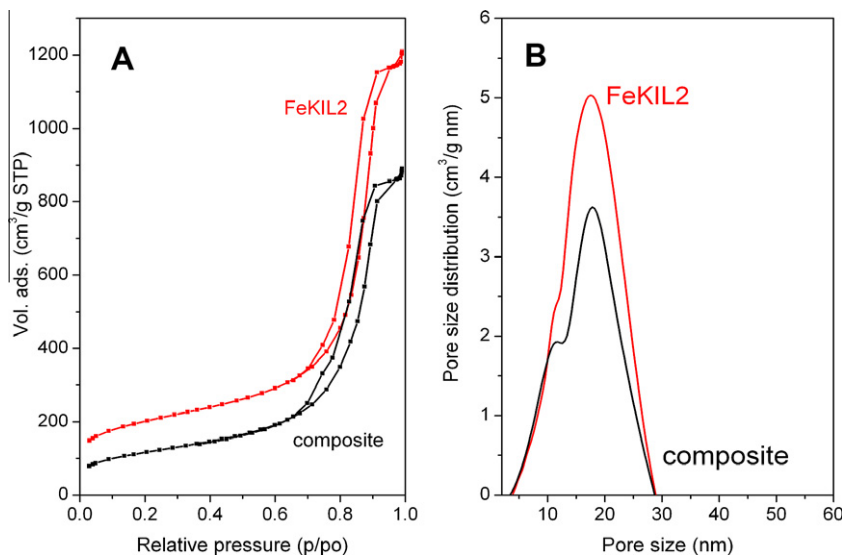 A
FeKIL2
composite
Vol. ads. (cm³/g STP)
0
200
400
600
800
1000
1200
0.0 0.2 0.4 0.6 0.8 1.0
Relative pressure (p/po)
B
FeKIL2
composite
Pore size distribution (cm³/g nm)
0
1
2
3
4
5
6
10 20 30 40 50 60
Pore size (nm)